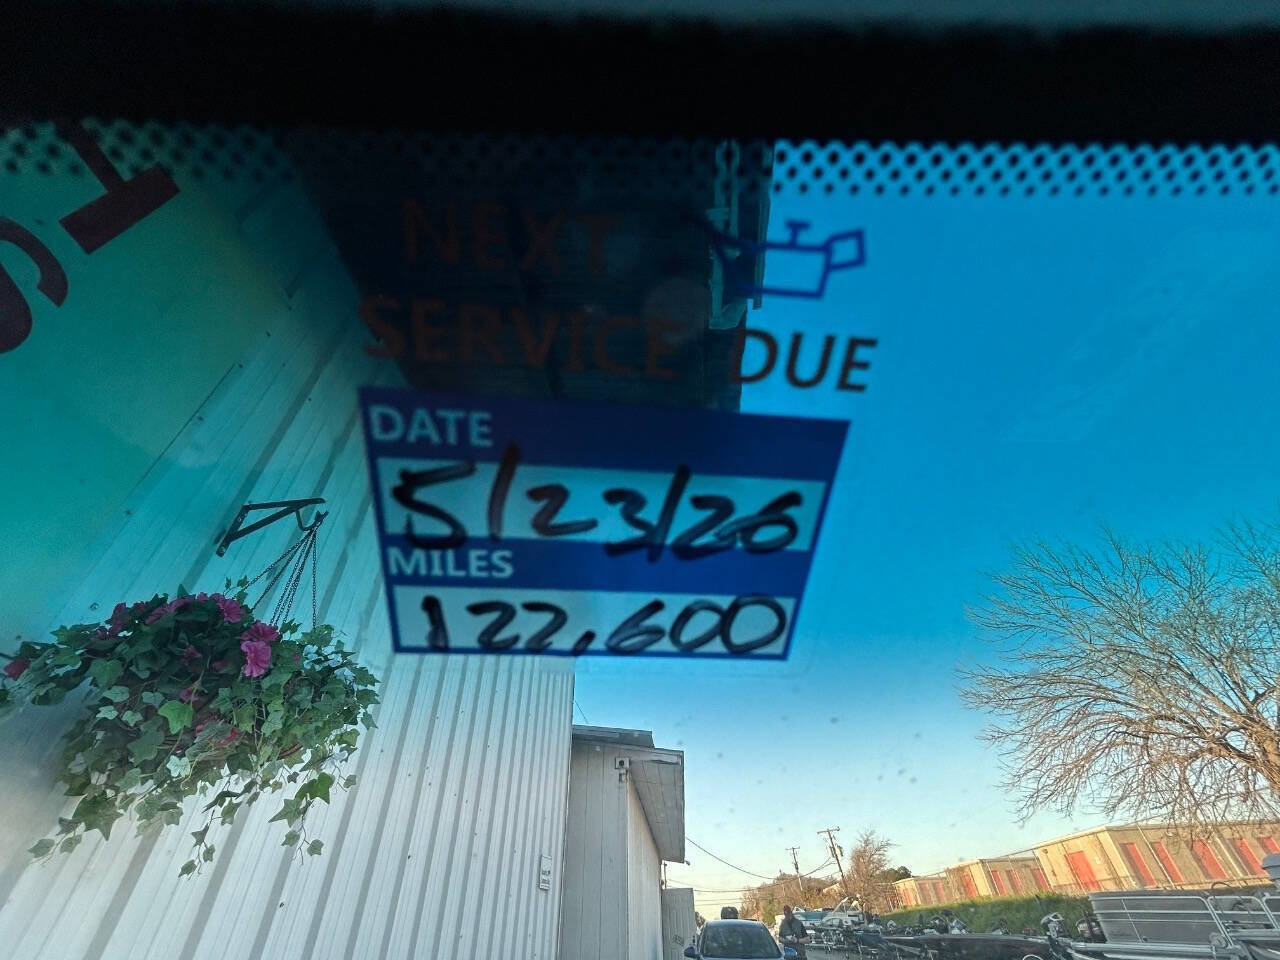 NEXT
SERVICE DUE
DATE
5/23/26
MILES
122,600